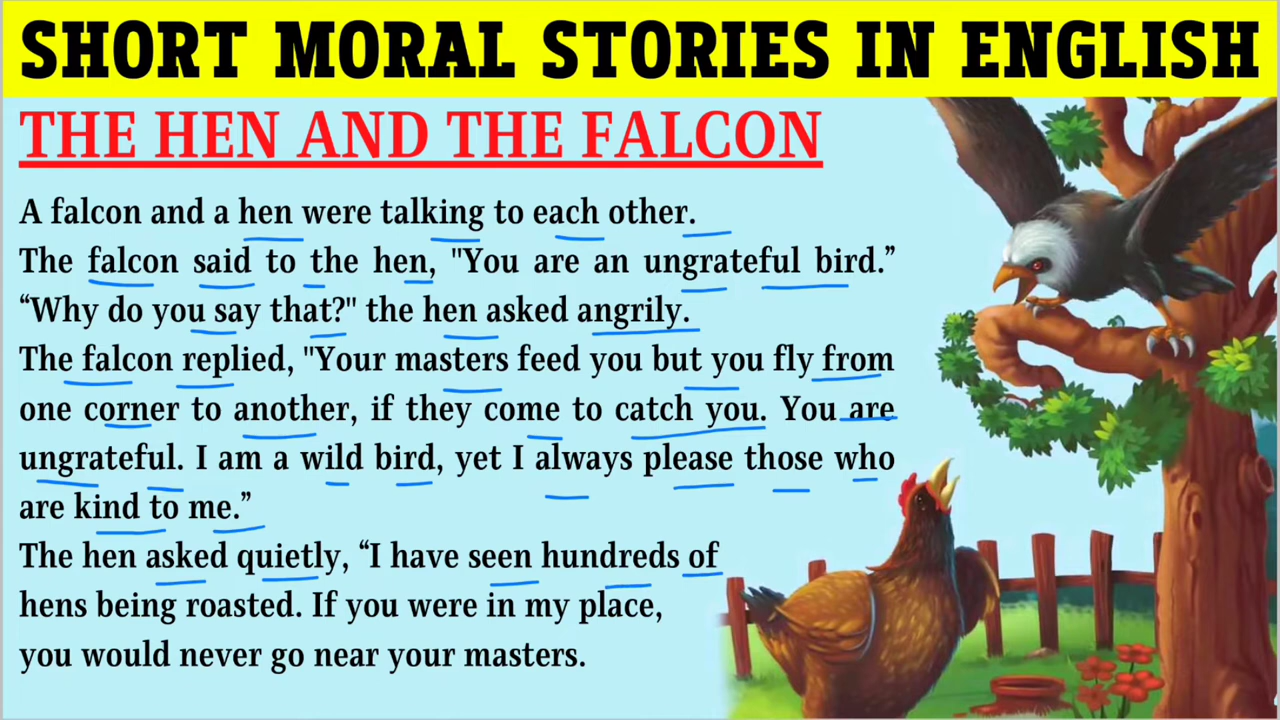 SHORT MORAL STORIES IN ENGLISH
THE HEN AND THE FALCON
A falcon and a hen were talking to each other.
The falcon said to the hen, "You are an ungrateful bird.”
“Why do you say that?" the hen asked angrily.
The falcon replied, "Your masters feed you but you fly from
one corner to another, if they come to catch you. You are
ungrateful. I am a wild bird, yet I always please those who
are kind to me.”
The hen asked quietly, “I have seen hundreds of
hens being roasted. If you were in my place,
you would never go near your masters.